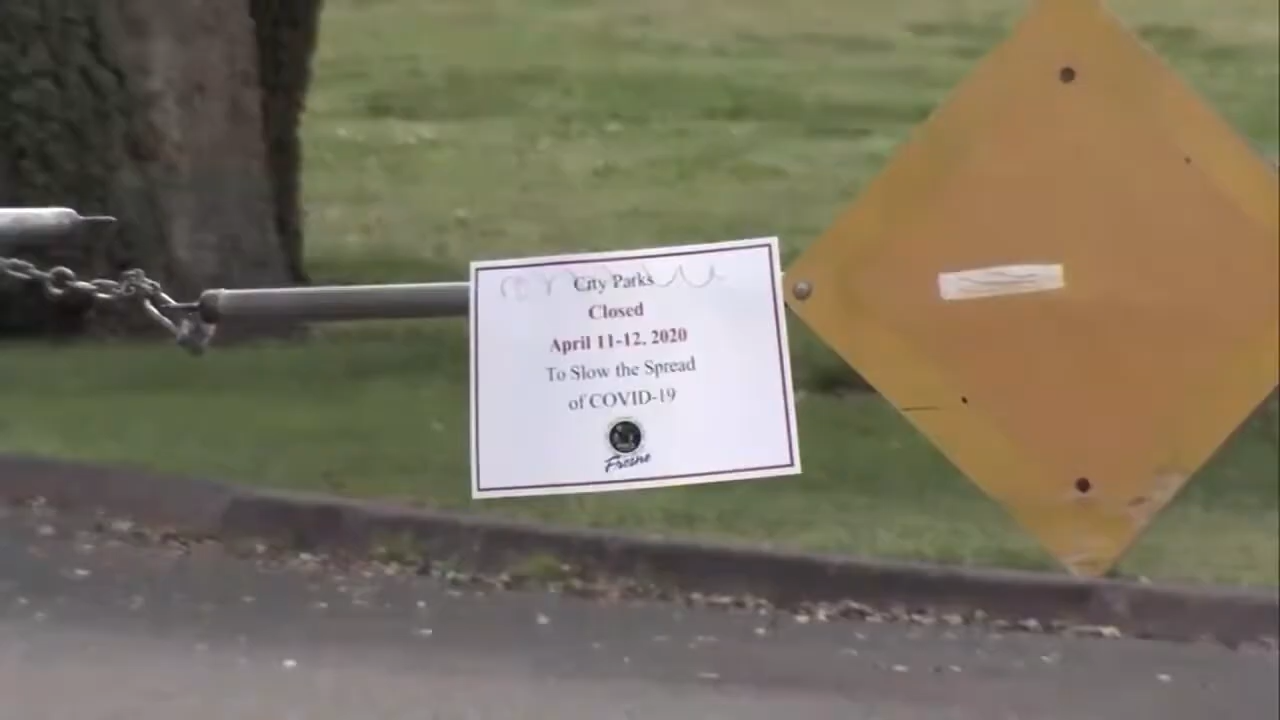 City Parks
Closed
April 11-12, 2020
To Slow the Spread
of COVID-19
Fresno